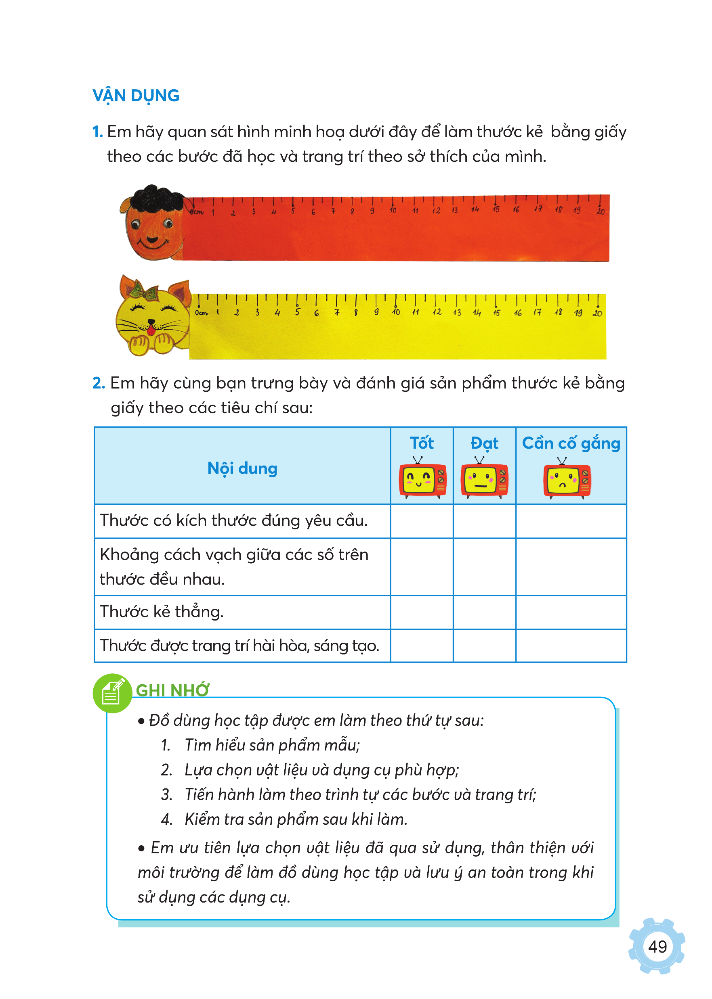 VẬN DỤNG
1. Em hãy quan sát hình minh hoạ dưới đây để làm thước kẻ bằng giấy
theo các bước đã học và trang trí theo sở thích của mình.
0cm 1 2 3 4 5 6 7 8 9 10 11 12 13 14 15 16 17 18 19 20
0cm 1 2 3 4 5 6 7 8 9 10 11 12 13 14 15 16 17 18 19 20
2. Em hãy cùng bạn trưng bày và đánh giá sản phẩm thước kẻ bằng
giấy theo các tiêu chí sau:
Nội dung Tốt Đạt Cần cố gắng
Thước có kích thước đúng yêu cầu.
Khoảng cách vạch giữa các số trên
thước đều nhau.
Thước kẻ thẳng.
Thước được trang trí hài hòa, sáng tạo.
GHI NHỚ
• Đồ dùng học tập được em làm theo thứ tự sau:
1. Tìm hiểu sản phẩm mẫu;
2. Lựa chọn vật liệu và dụng cụ phù hợp;
3. Tiến hành làm theo trình tự các bước và trang trí;
4. Kiểm tra sản phẩm sau khi làm.
• Em ưu tiên lựa chọn vật liệu đã qua sử dụng, thân thiện với
môi trường để làm đồ dùng học tập và lưu ý an toàn trong khi
sử dụng các dụng cụ.
49